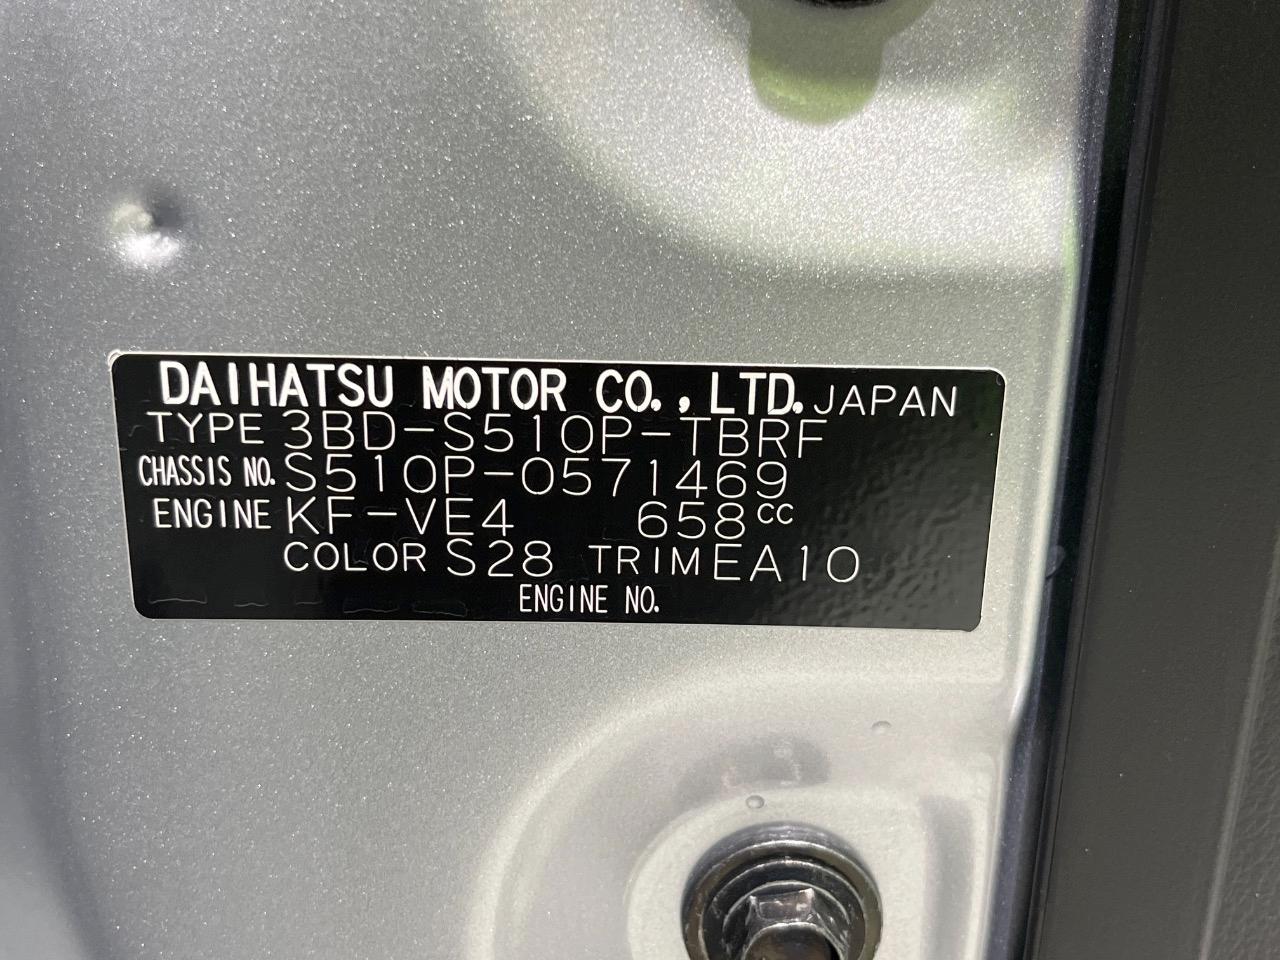 DAIHATSU MOTOR CO., LTD. JAPAN
TYPE 3BD-S510P-TBRF
CHASSIS NO. S510P-0571469
ENGINE KF-VE4 658cc
COLOR S28 TRIM EA10
ENGINE NO.